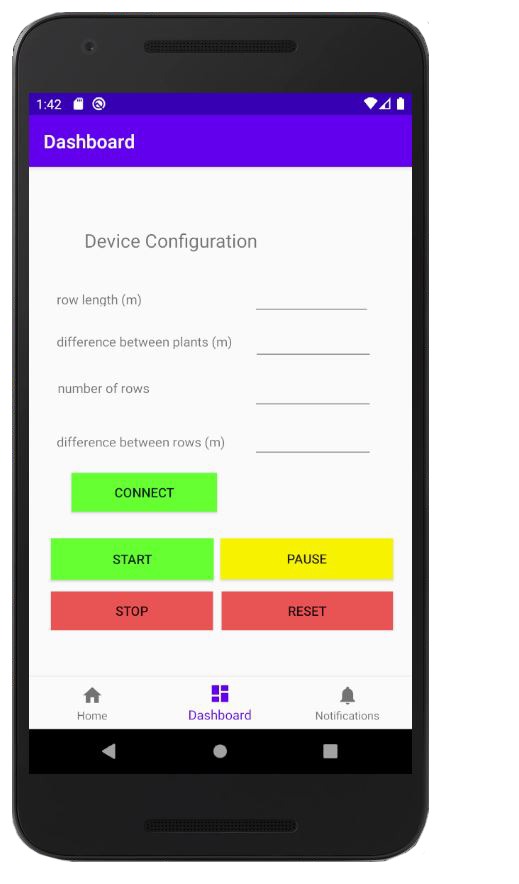 1:42
Dashboard
Device Configuration
row length (m)
difference between plants (m)
number of rows
difference between rows (m)
CONNECT
START PAUSE
STOP RESET
Home Dashboard Notifications